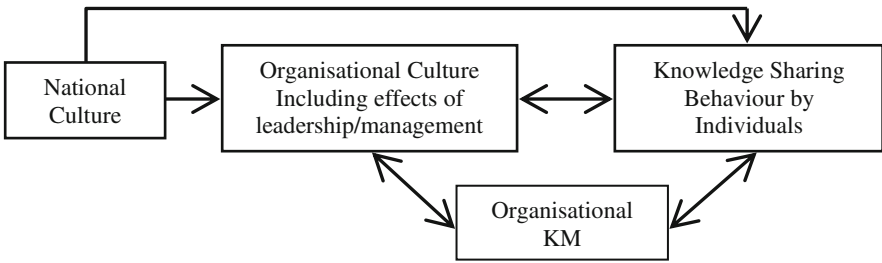 National
Culture
Organisational Culture
Including effects of
leadership/management
Knowledge Sharing
Behaviour by
Individuals
Organisational
KM